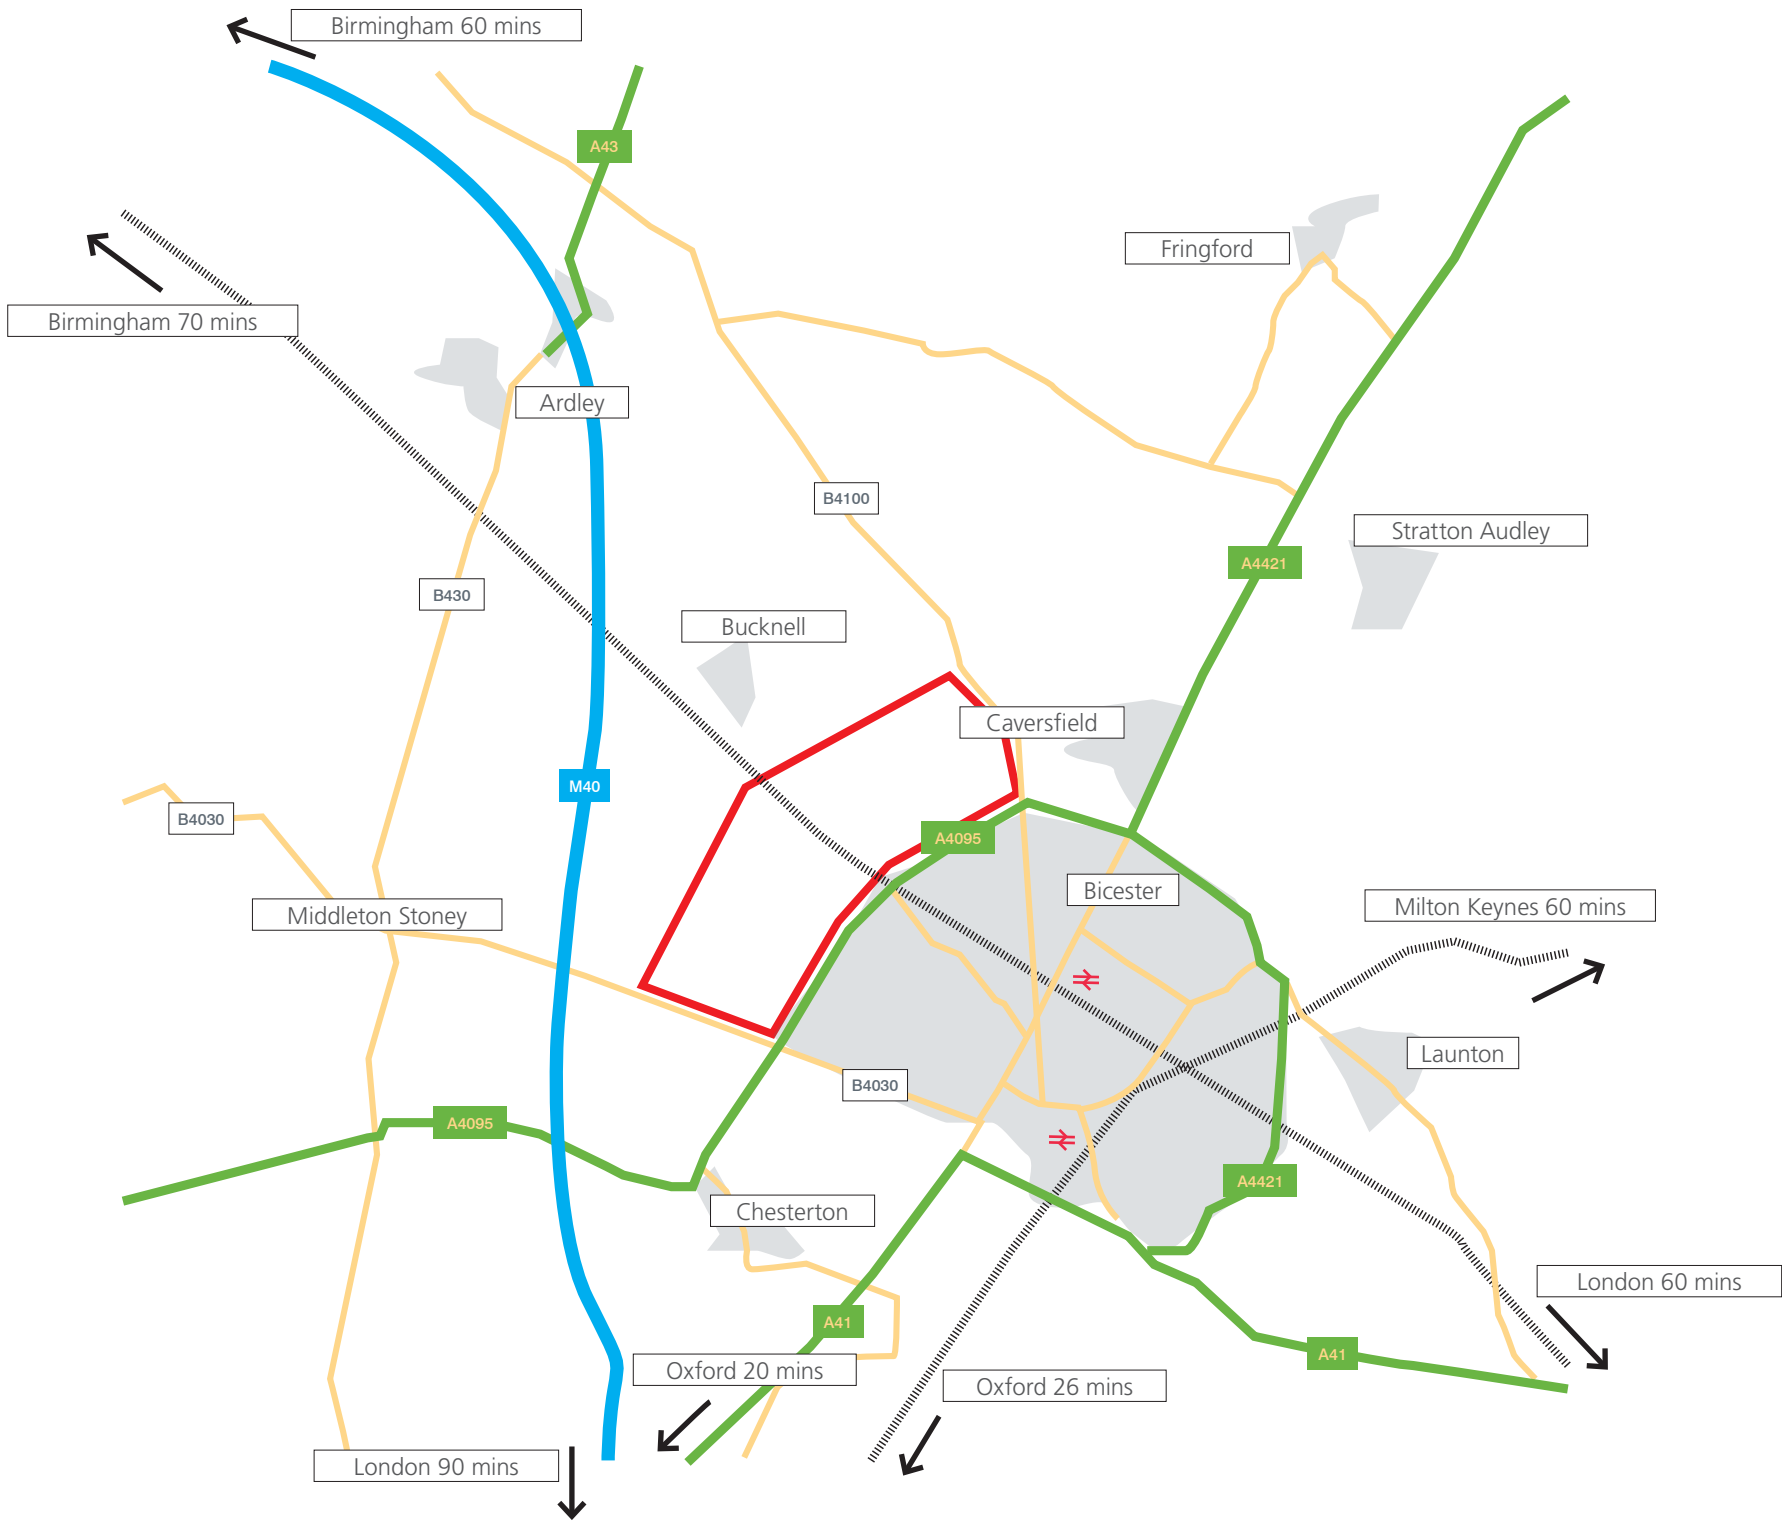 Birmingham 60 mins
A43
Fringford
Birmingham 70 mins
Ardley
B4100
Stratton Audley
A4421
B430
Bucknell
Caversfield
M40
B4030
A4095
Bicester
Middleton Stoney
Milton Keynes 60 mins
Launton
B4030
A4095
A4421
Chesterton
London 60 mins
A41
A41
Oxford 20 mins
Oxford 26 mins
London 90 mins